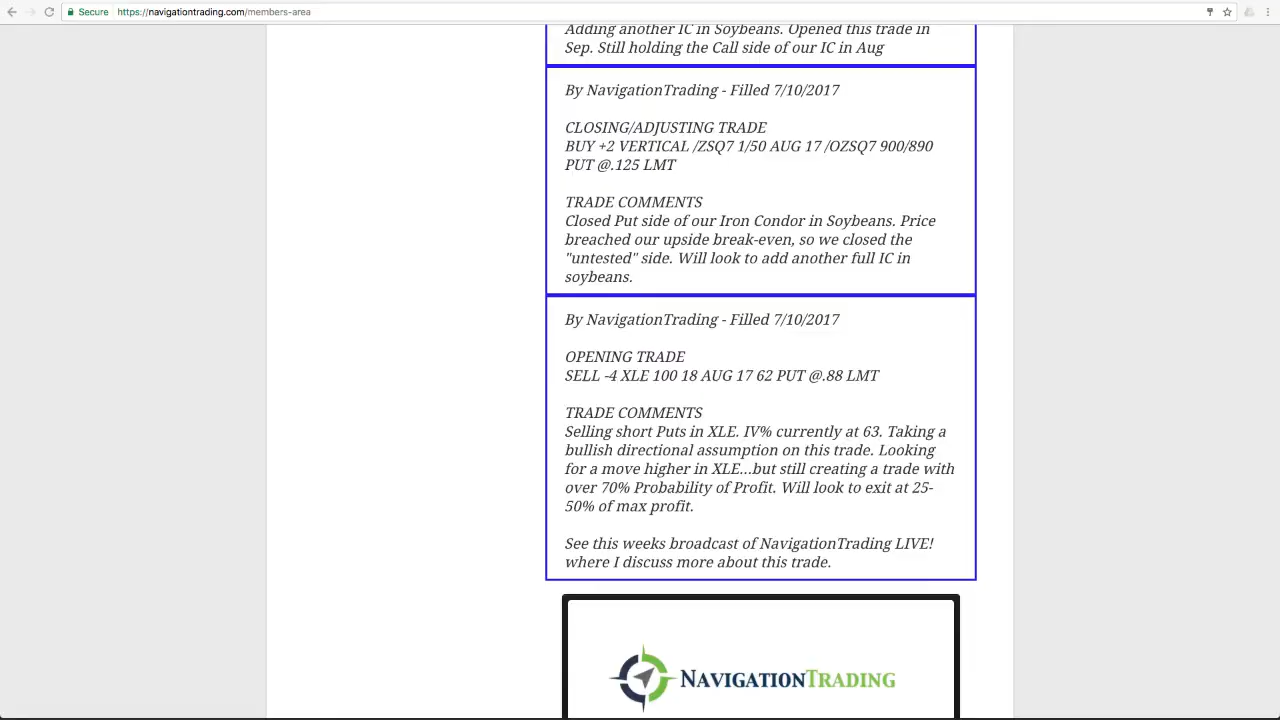 Secure https://navigationtrading.com/members-area
Adding another IC in Soybeans. Opened this trade in
Sep. Still holding the Call side of our IC in Aug
By NavigationTrading - Filled 7/10/2017
CLOSING/ADJUSTING TRADE
BUY +2 VERTICAL /ZSQ7 1/50 AUG 17 /OZSQ7 900/890
PUT @.125 LMT
TRADE COMMENTS
Closed Put side of our Iron Condor in Soybeans. Price
breached our upside break-even, so we closed the
"untested" side. Will look to add another full IC in
soybeans.
By NavigationTrading - Filled 7/10/2017
OPENING TRADE
SELL -4 XLE 100 18 AUG 17 62 PUT @.88 LMT
TRADE COMMENTS
Selling short Puts in XLE. IV% currently at 63. Taking a
bullish directional assumption on this trade. Looking
for a move higher in XLE...but still creating a trade with
over 70% Probability of Profit. Will look to exit at 25-
50% of max profit.
See this weeks broadcast of NavigationTrading LIVE!
where I discuss more about this trade.
NAVIGATIONTRADING